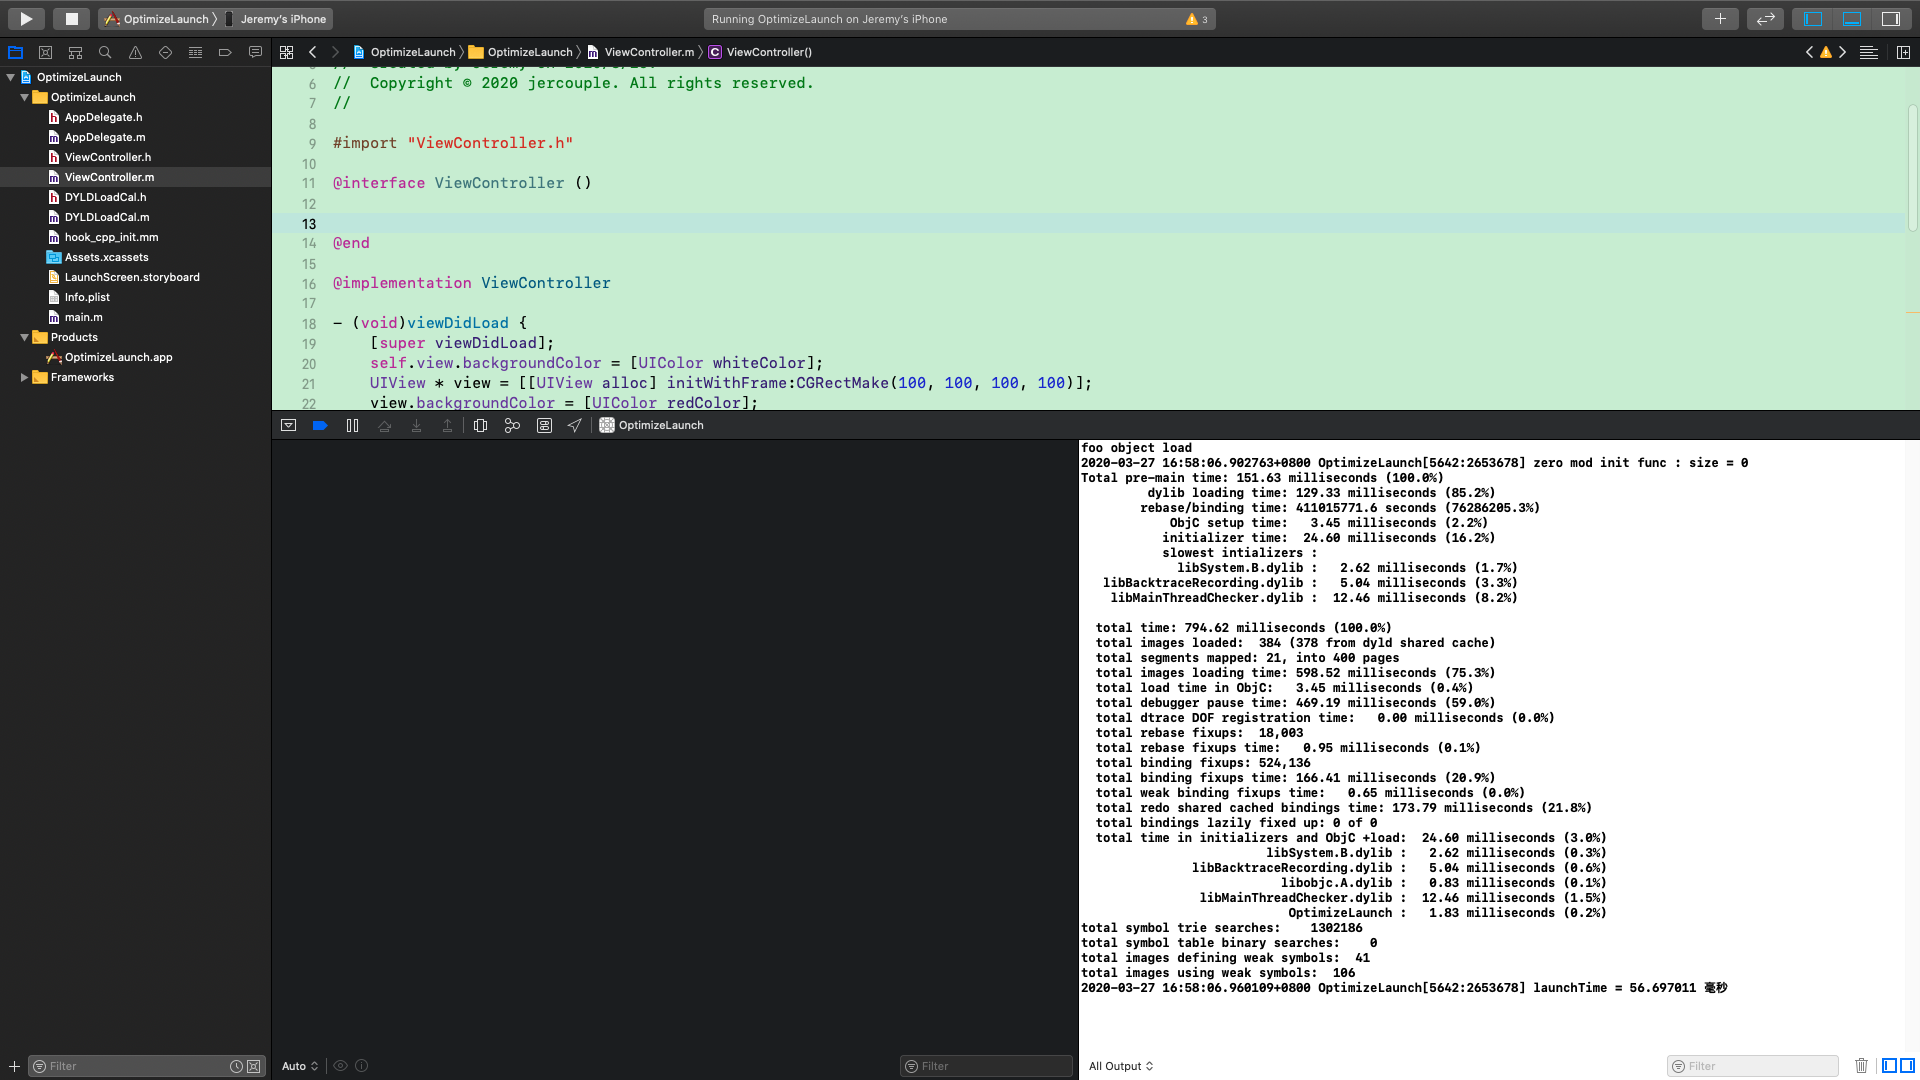 OptimizeLaunch Jeremy's iPhone
Running OptimizeLaunch on Jeremy's iPhone
3
OptimizeLaunch OptimizeLaunch ViewController.m C ViewController()
OptimizeLaunch
OptimizeLaunch
AppDelegate.h
AppDelegate.m
ViewController.h
ViewController.m
DYLDLoadCal.h
DYLDLoadCal.m
hook_cpp_init.mm
Assets.xcassets
LaunchScreen.storyboard
Info.plist
main.m
Products
OptimizeLaunch.app
Frameworks
Filter
6 //  Copyright © 2020 jercouple. All rights reserved.
7 //
8
9 #import "ViewController.h"
10
11 @interface ViewController ()
12
13
14 @end
15
16 @implementation ViewController
17
18 - (void)viewDidLoad {
19     [super viewDidLoad];
20     self.view.backgroundColor = [UIColor whiteColor];
21     UIView * view = [[UIView alloc] initWithFrame:CGRectMake(100, 100, 100, 100)];
22     view.backgroundColor = [UIColor redColor];
OptimizeLaunch
foo object load
2020-03-27 16:58:06.902763+0800 OptimizeLaunch[5642:2653678] zero mod init func : size = 0
Total pre-main time: 151.63 milliseconds (100.0%)
dylib loading time: 129.33 milliseconds (85.2%)
rebase/binding time: 411015771.6 seconds (76286205.3%)
ObjC setup time:   3.45 milliseconds (2.2%)
initializer time:  24.60 milliseconds (16.2%)
slowest intializers :
libSystem.B.dylib :   2.62 milliseconds (1.7%)
libBacktraceRecording.dylib :   5.04 milliseconds (3.3%)
libMainThreadChecker.dylib :  12.46 milliseconds (8.2%)
total time: 794.62 milliseconds (100.0%)
total images loaded:  384 (378 from dyld shared cache)
total segments mapped: 21, into 400 pages
total images loading time: 598.52 milliseconds (75.3%)
total load time in ObjC:   3.45 milliseconds (0.4%)
total debugger pause time: 469.19 milliseconds (59.0%)
total dtrace DOF registration time:   0.00 milliseconds (0.0%)
total rebase fixups:  18,003
total rebase fixups time:   0.95 milliseconds (0.1%)
total binding fixups: 524,136
total binding fixups time: 166.41 milliseconds (20.9%)
total weak binding fixups time:   0.65 milliseconds (0.0%)
total redo shared cached bindings time: 173.79 milliseconds (21.8%)
total bindings lazily fixed up: 0 of 0
total time in initializers and ObjC +load:  24.60 milliseconds (3.0%)
libSystem.B.dylib :   2.62 milliseconds (0.3%)
libBacktraceRecording.dylib :   5.04 milliseconds (0.6%)
libobjc.A.dylib :   0.83 milliseconds (0.1%)
libMainThreadChecker.dylib :  12.46 milliseconds (1.5%)
OptimizeLaunch :   1.83 milliseconds (0.2%)
total symbol trie searches:    1302186
total symbol table binary searches:    0
total images defining weak symbols:  41
total images using weak symbols:  106
2020-03-27 16:58:06.960109+0800 OptimizeLaunch[5642:2653678] launchTime = 56.697011 毫秒
Auto
Filter
All Output
Filter